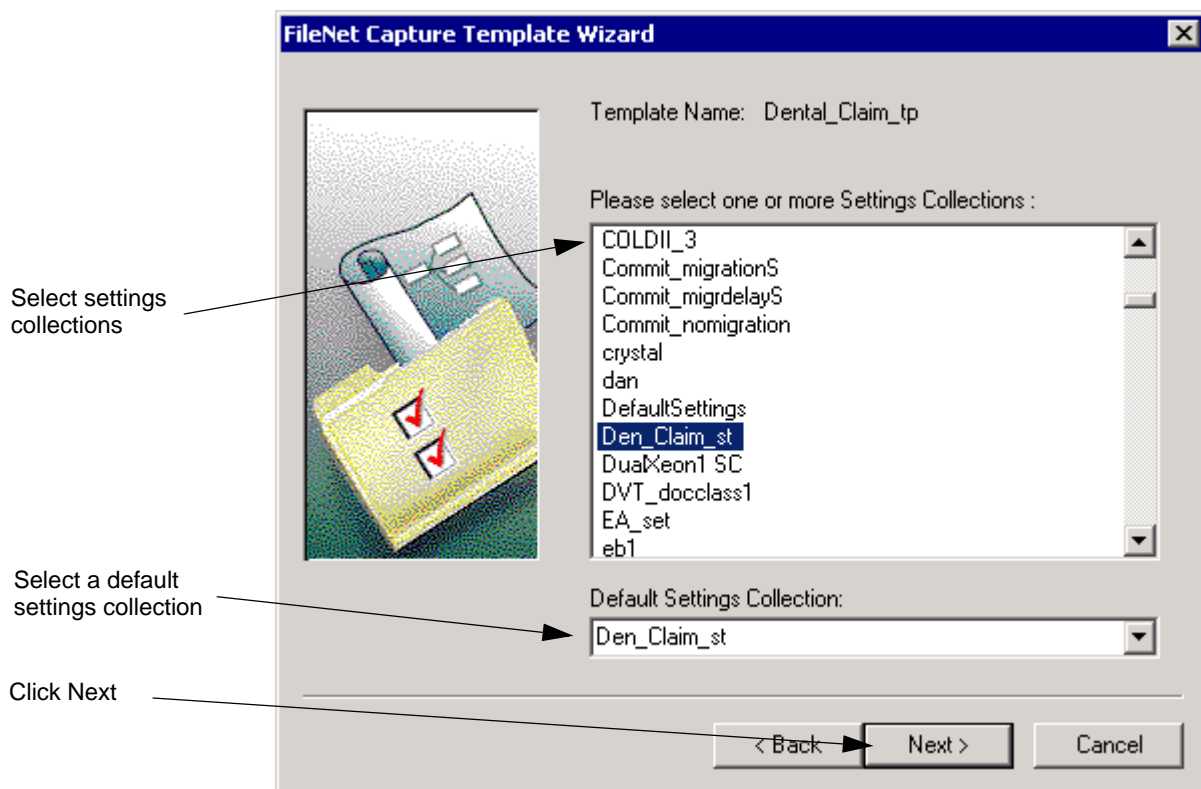 FileNet Capture Template Wizard
Template Name: Dental_Claim_tp
Please select one or more Settings Collections :
COLDII_3
Commit_migrationS
Commit_migrdelayS
Commit_nomigration
crystal
dan
DefaultSettings
Den_Claim_st
DualXeon1 SC
DVT_docclass1
EA_set
eb1
Select settings
collections
Default Settings Collection:
Den_Claim_st
Select a default
settings collection
Click Next
< Back
Next >
Cancel